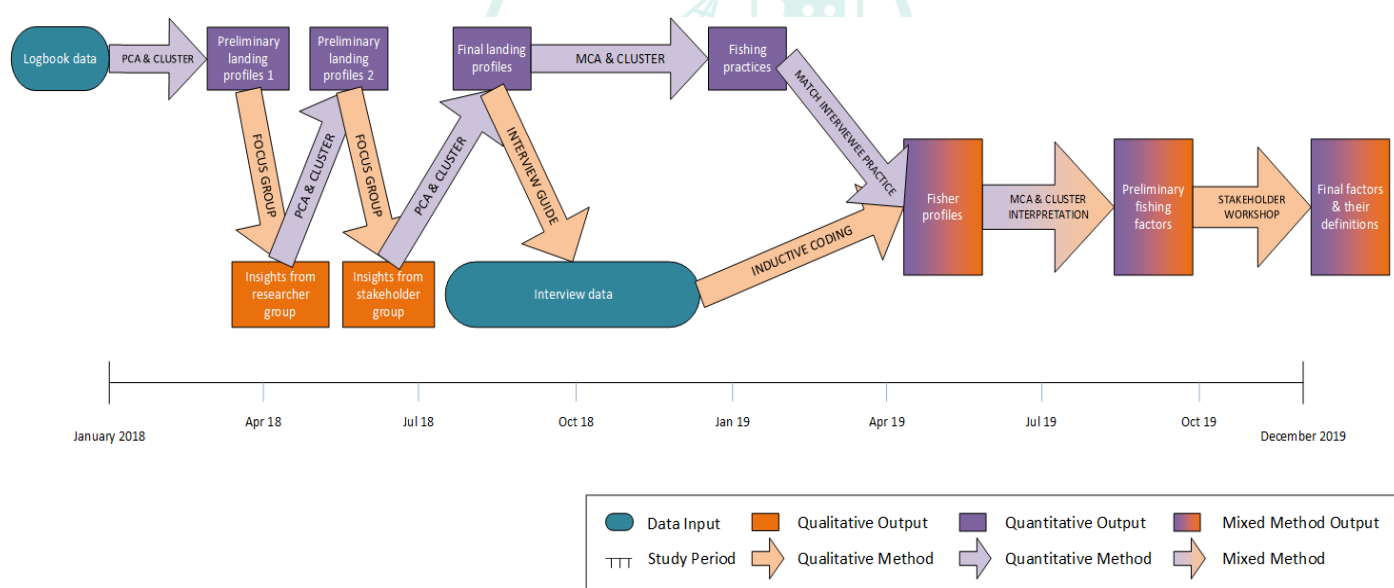 Logbook data
PCA & CLUSTER
Preliminary
landing
profiles 1
Preliminary
landing
profiles 2
Final landing
profiles
MCA & CLUSTER
Fishing
practices
FOCUS GROUP
PCA & CLUSTER
FOCUS GROUP
PCA & CLUSTER
INTERVIEW GUIDE
MATCH INTERVIEWEE PRACTICE
Insights from
researcher
group
Insights from
stakeholder
group
Interview data
INDUCTIVE CODING
Fisher
profiles
MCA & CLUSTER
INTERPRETATION
Preliminary
fishing
factors
STAKEHOLDER
WORKSHOP
Final factors
& their
definitions
January 2018
Apr 18
Jul 18
Oct 18
Jan 19
Apr 19
Jul 19
Oct 19
December 2019
Data Input
Qualitative Output
Quantitative Output
Mixed Method Output
Study Period
Qualitative Method
Quantitative Method
Mixed Method